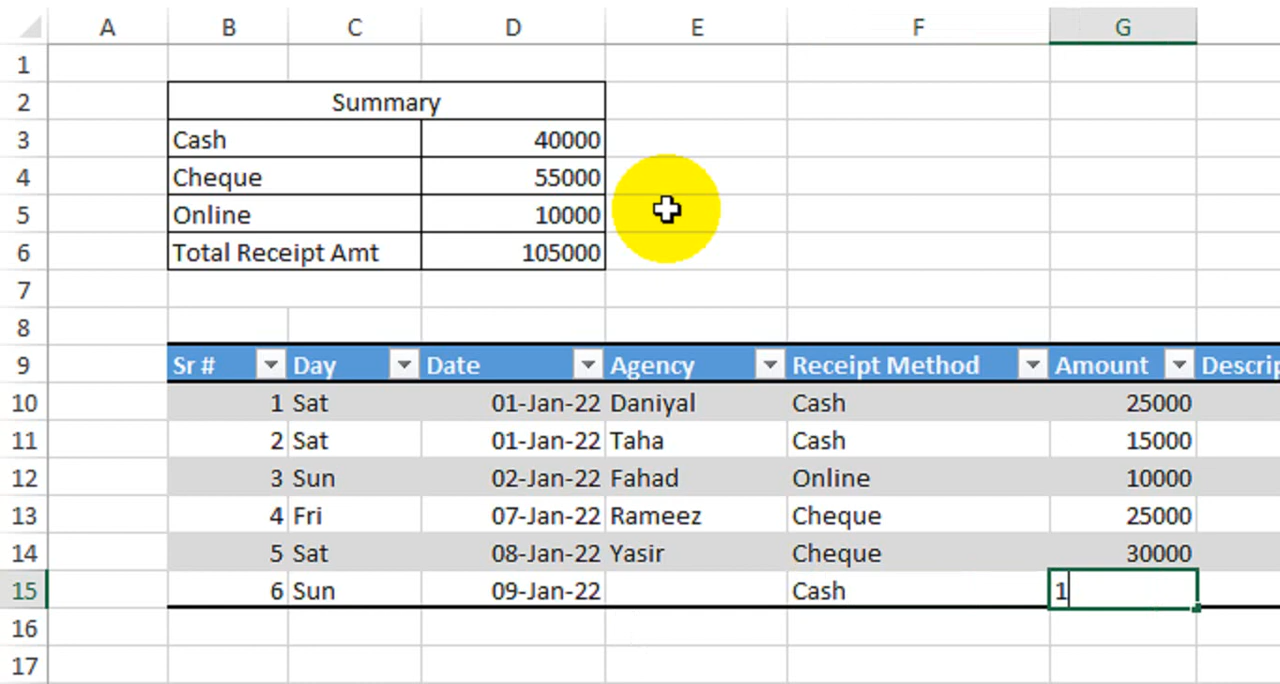 A B C D E F G
1
2 Summary
3 Cash 40000
4 Cheque 55000
5 Online 10000
6 Total Receipt Amt 105000
7
8
9 Sr # Day Date Agency Receipt Method Amount Descrip
10 1 Sat 01-Jan-22 Daniyal Cash 25000
11 2 Sat 01-Jan-22 Taha Cash 15000
12 3 Sun 02-Jan-22 Fahad Online 10000
13 4 Fri 07-Jan-22 Rameez Cheque 25000
14 5 Sat 08-Jan-22 Yasir Cheque 30000
15 6 Sun 09-Jan-22 Cash 1
16
17